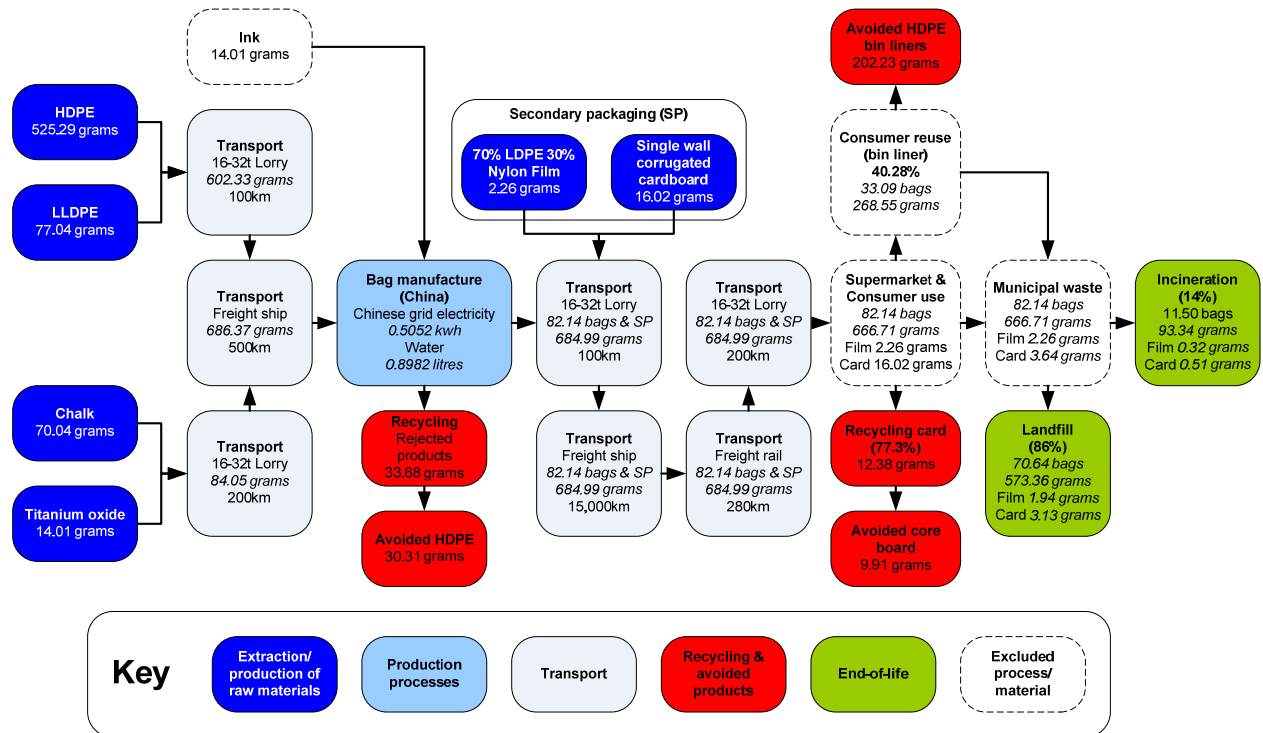 Ink
14.01 grams
HDPE
525.29 grams
LLDPE
77.04 grams
Transport
16-32t Lorry
602.33 grams
100km
Transport
Freight ship
686.37 grams
500km
Chalk
70.04 grams
Titanium oxide
14.01 grams
Transport
16-32t Lorry
84.05 grams
200km
Bag manufacture
(China)
Chinese grid electricity
0.5052 kwh
Water
0.8982 litres
Recycling
Rejected
products
33.68 grams
Avoided HDPE
30.31 grams
Secondary packaging (SP)
70% LDPE 30%
Nylon Film
2.26 grams
Single wall
corrugated
cardboard
16.02 grams
Transport
16-32t Lorry
82.14 bags & SP
684.99 grams
100km
Transport
Freight ship
82.14 bags & SP
684.99 grams
15,000km
Transport
Freight rail
82.14 bags & SP
684.99 grams
280km
Transport
16-32t Lorry
82.14 bags & SP
684.99 grams
200km
Avoided HDPE
bin liners
202.23 grams
Consumer reuse
(bin liner)
40.28%
33.09 bags
268.55 grams
Supermarket &
Consumer use
82.14 bags
666.71 grams
Film 2.26 grams
Card 16.02 grams
Recycling card
(77.3%)
12.38 grams
Avoided core
board
9.91 grams
Municipal waste
82.14 bags
666.71 grams
Film 2.26 grams
Card 3.64 grams
Incineration
(14%)
11.50 bags
93.34 grams
Film 0.32 grams
Card 0.51 grams
Landfill
(86%)
70.64 bags
573.36 grams
Film 1.94 grams
Card 3.13 grams
Key
Extraction/
production of
raw materials
Production
processes
Transport
Recycling &
avoided
products
End-of-life
Excluded
process/
material